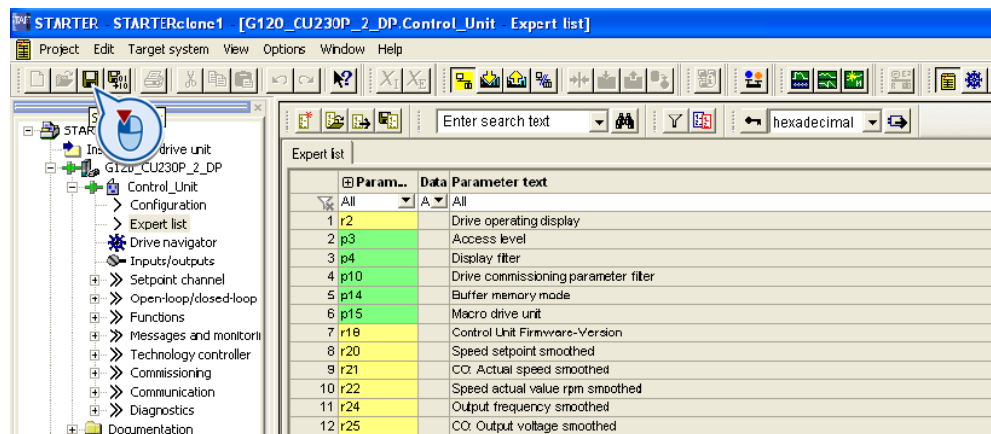 STARTER - STARTERclone1 - [G120_CU230P_2_DP.Control_Unit - Expert list]
Project Edit Target system View Options Window Help
Enter search text
hexadecimal
drive unit
G120_CU230P_2_DP
Control_Unit
Configuration
Expert list
Drive navigator
Inputs/outputs
Setpoint channel
Open-loop/closed-loop
Functions
Messages and monitorin
Technology controller
Commissioning
Communication
Diagnostics
Documentation
Expert list
Param... Data Parameter text
All A All
1 r2 Drive operating display
2 p3 Access level
3 p4 Display filter
4 p10 Drive commissioning parameter filter
5 p14 Buffer memory mode
6 p15 Macro drive unit
7 r18 Control Unit Firmware-Version
8 r20 Speed setpoint smoothed
9 r21 CO: Actual speed smoothed
10 r22 Speed actual value rpm smoothed
11 r24 Output frequency smoothed
12 r25 CO: Output voltage smoothed